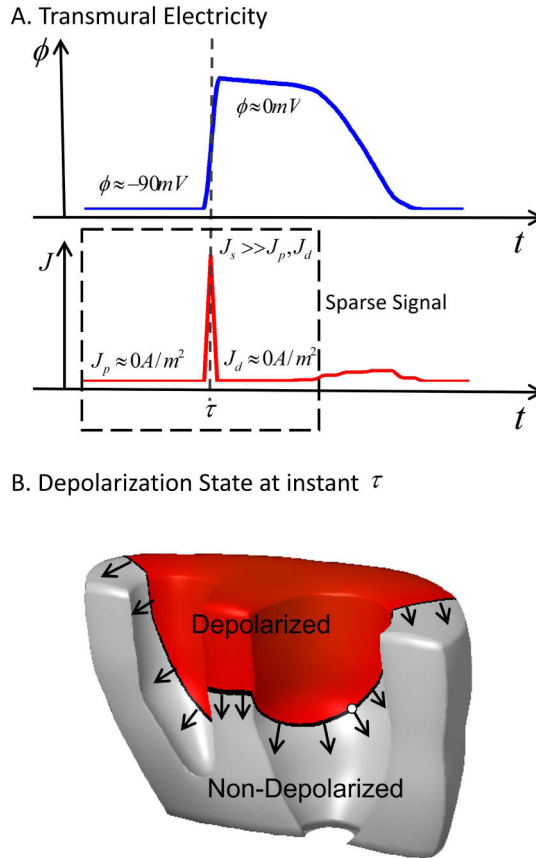 A. Transmural Electricity
ϕ
ϕ≈0mV
ϕ≈−90mV
t
J
J_s >>J_p,J_d
Sparse Signal
J_p ≈0A/m²
J_d ≈0A/m²
τ
t
B. Depolarization State at instant τ
Depolarized
Non-Depolarized